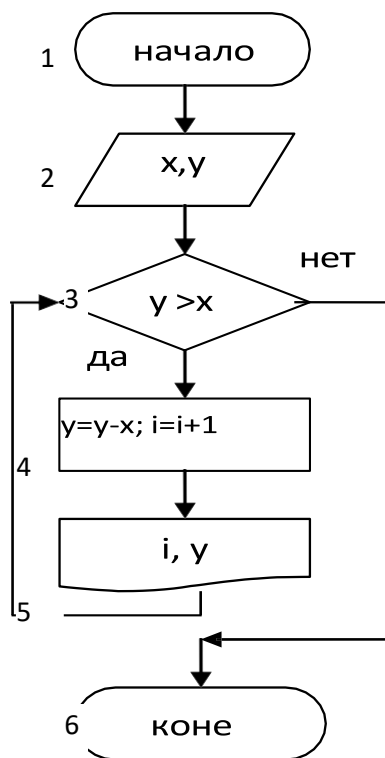 1 начало
2 x,y
нет
3 y >x
да
y=y-x; i=i+1
4
i, y
5
6 коне